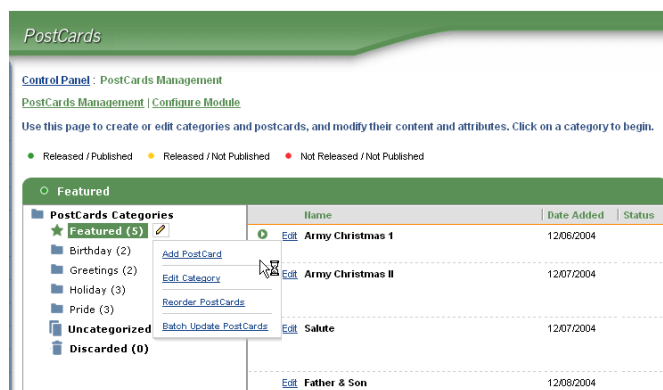 PostCards
Control Panel : PostCards Management
PostCards Management | Configure Module
Use this page to create or edit categories and postcards, and modify their content and attributes. Click on a category to begin.
Released / Published Released / Not Published Not Released / Not Published
Featured
PostCards Categories
Featured (5)
Birthday (2)
Greetings (2)
Holiday (3)
Pride (3)
Uncategorized
Discarded (0)
Add PostCard
Edit Category
Reorder PostCards
Batch Update PostCards
Name Date Added Status
Edit Army Christmas 1 12/06/2004
Edit Army Christmas II 12/07/2004
Edit Salute 12/07/2004
Edit Father & Son 12/08/2004